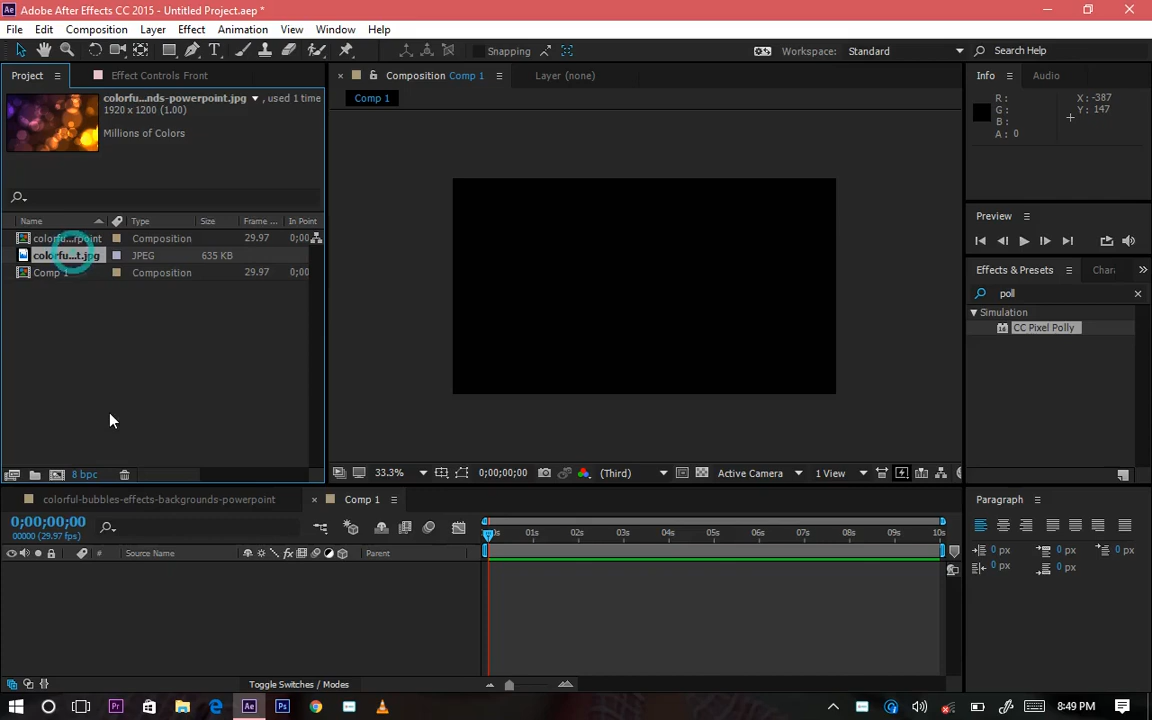 Adobe After Effects CC 2015 - Untitled Project.aep *
File Edit Composition Layer Effect Animation View Window Help
Snapping
Workspace: Standard
Search Help
Project
Effect Controls Front
colorfu...nds-powerpoint.jpg , used 1 time
1920 x 1200 (1.00)
Millions of Colors
Name Type Size Frame ... In Point
colorfu...rpoint Composition 29.97 0;00
colorfu...t.jpg JPEG 635 KB
Comp 1 Composition 29.97 0;00
8 bpc
Composition Comp 1
Layer (none)
Comp 1
33.3% 0;00;00;00 (Third) Active Camera 1 View
Info Audio
R : X : -387
G : Y : 147
B :
A : 0
Preview
Effects & Presets Char
poll
Simulation
CC Pixel Polly
colorful-bubbles-effects-backgrounds-powerpoint
Comp 1
0;00;00;00
00000 (29.97 fps)
# Source Name Parent
01s 02s 03s 04s 05s 06s 07s 08s 09s 10s
Toggle Switches / Modes
Paragraph
0 px 0 px 0 px
0 px 0 px
8:49 PM